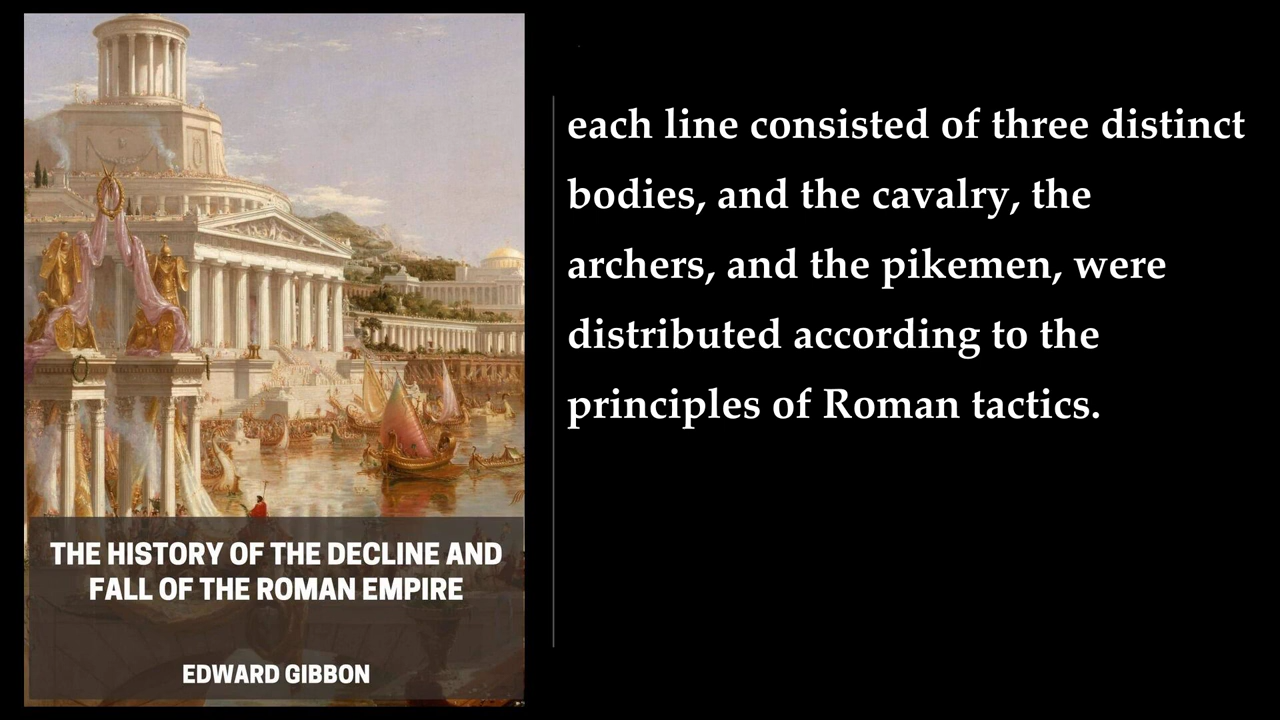 each line consisted of three distinct
bodies, and the cavalry, the
archers, and the pikemen, were
distributed according to the
principles of Roman tactics.
THE HISTORY OF THE DECLINE AND
FALL OF THE ROMAN EMPIRE
EDWARD GIBBON